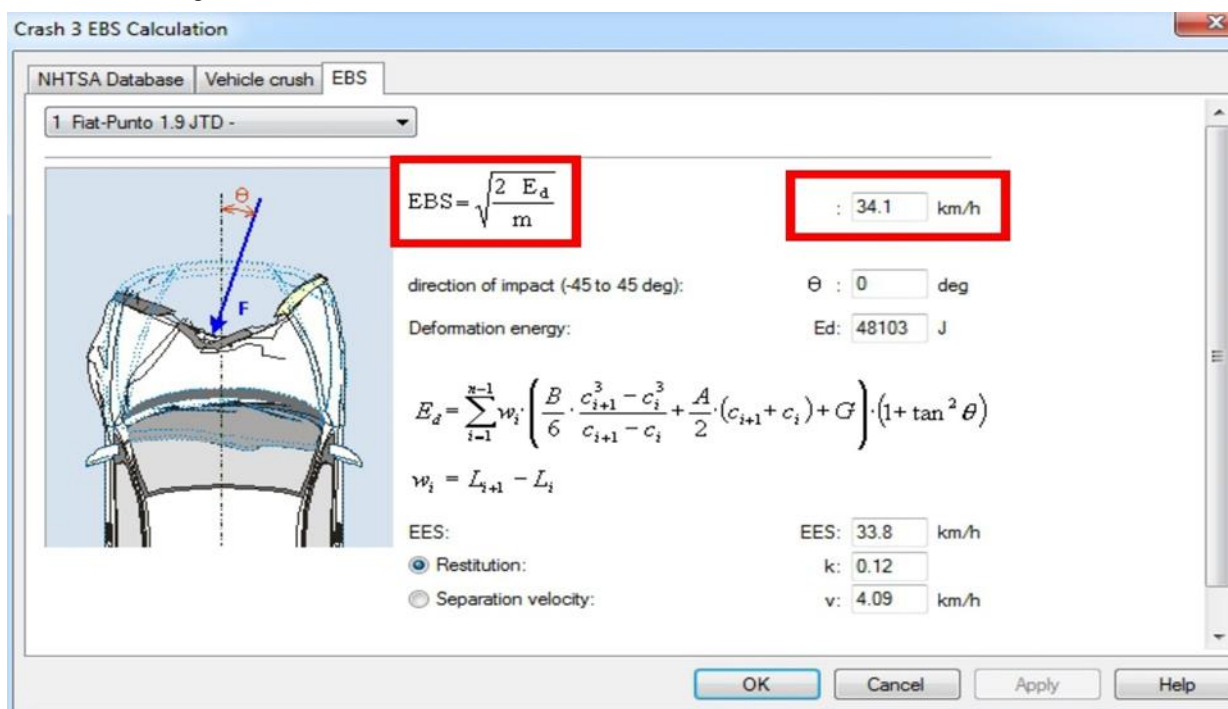 Crash 3 EBS Calculation
NHTSA Database Vehicle crush EBS
1 Fiat-Punto 1.9 JTD -
θ
F
EBS = √(2 E_d / m) : 34.1 km/h
direction of impact (-45 to 45 deg): θ : 0 deg
Deformation energy: Ed: 48103 J
E_d = Σ_{i-1}^{n-1} w_i · (B/6 · (c_{i+1}^3 − c_i^3)/(c_{i+1} − c_i) + A/2 · (c_{i+1} + c_i) + G) · (1 + tan² θ)
w_i = L_{i+1} − L_i
EES: EES: 33.8 km/h
Restitution: k: 0.12
Separation velocity: v: 4.09 km/h
OK Cancel Apply Help